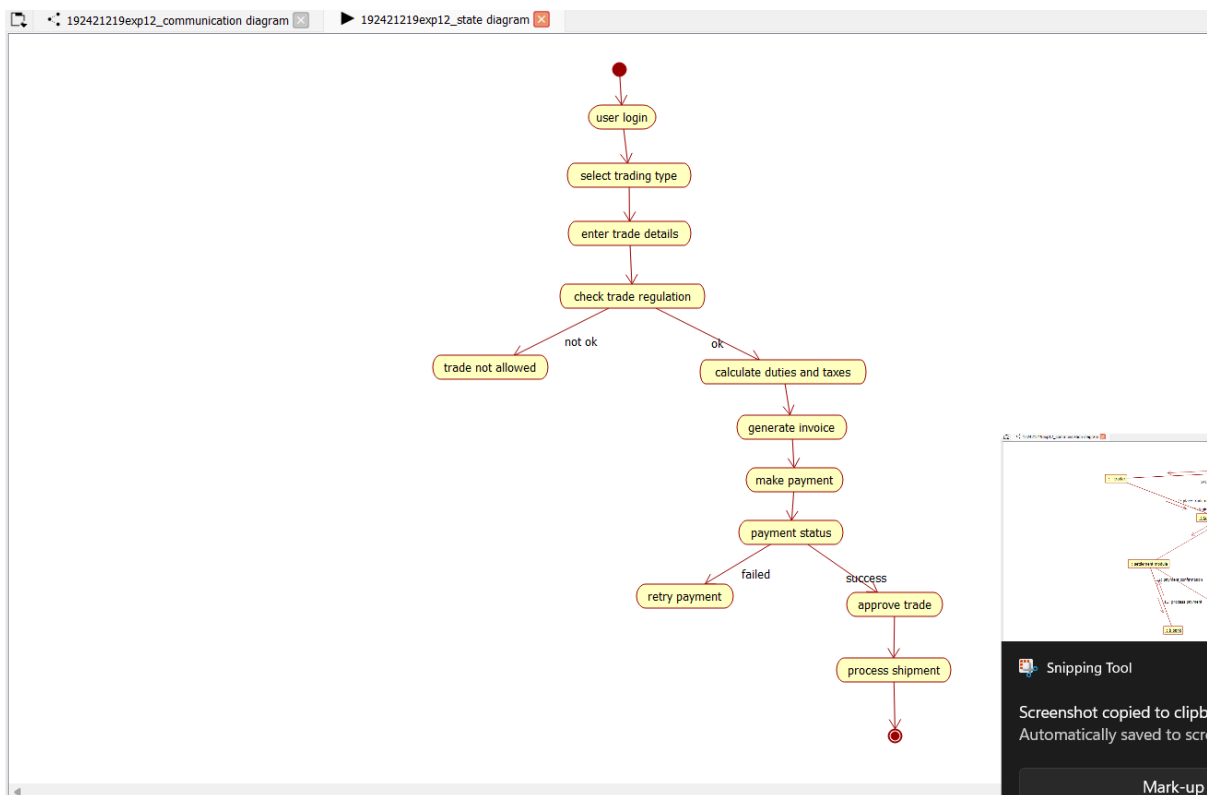 192421219exp12_communication diagram
192421219exp12_state diagram
user login
select trading type
enter trade details
check trade regulation
not ok
ok
trade not allowed
calculate duties and taxes
generate invoice
make payment
payment status
failed
success
retry payment
approve trade
process shipment
Snipping Tool
Screenshot copied to clipb
Automatically saved to scre
Mark-up